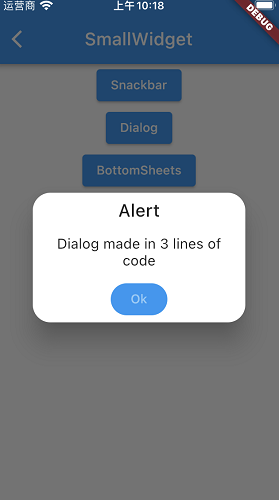 运营商 上午10:18
DEBUG
SmallWidget
Snackbar
Dialog
BottomSheets
Alert
Dialog made in 3 lines of
code
Ok